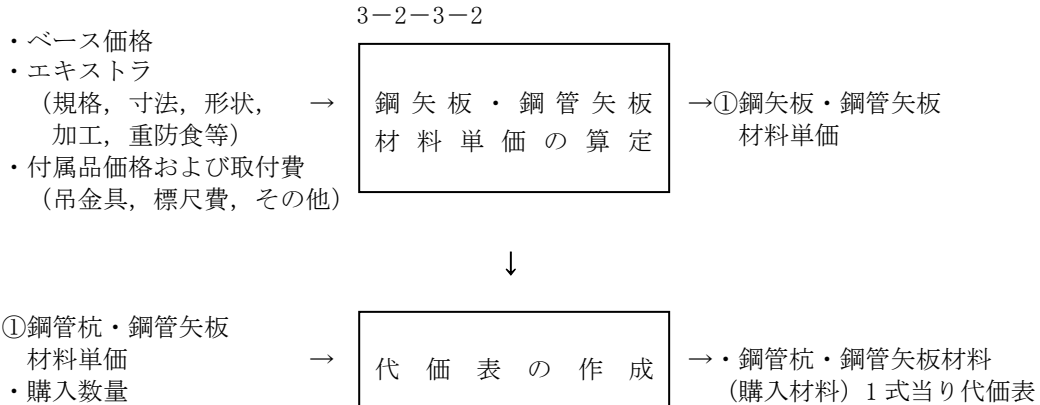 3－2－3－2
・ベース価格
・エキストラ
（規格，寸法，形状，
加工，重防食等）
・付属品価格および取付費
（吊金具，標尺費，その他）
→
鋼矢板・鋼管矢板
材料単価の算定
→①鋼矢板・鋼管矢板
材料単価
↓
①鋼管杭・鋼管矢板
材料単価
・購入数量
→
代価表の作成
→・鋼管杭・鋼管矢板材料
（購入材料）1式当り代価表